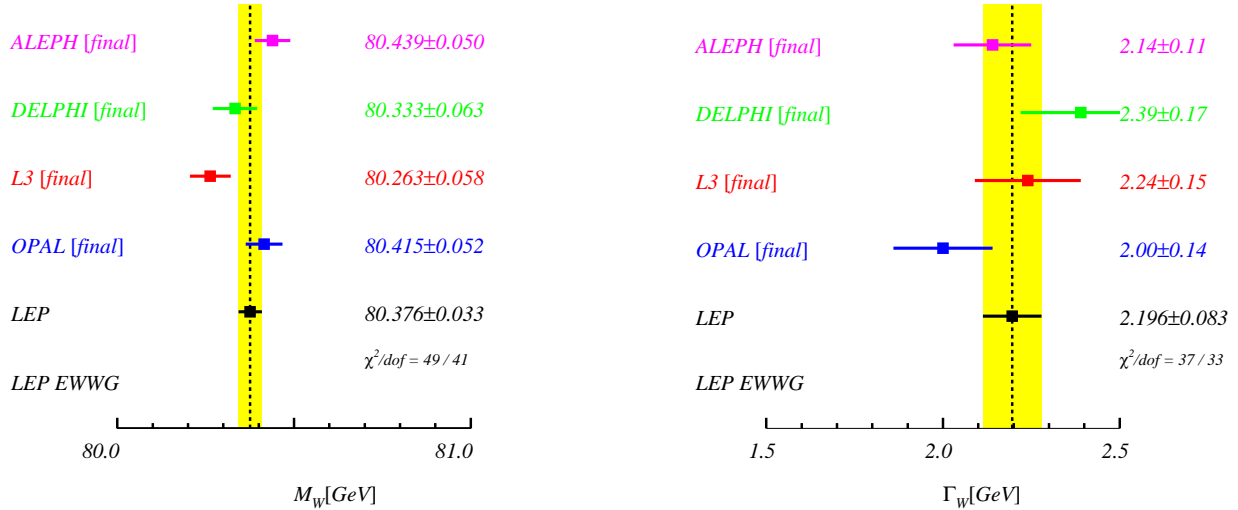 ALEPH [final] 80.439±0.050
DELPHI [final] 80.333±0.063
L3 [final] 80.263±0.058
OPAL [final] 80.415±0.052
LEP 80.376±0.033
χ²/dof = 49 / 41
LEP EWWG
80.0 81.0
M_W[GeV]
ALEPH [final] 2.14±0.11
DELPHI [final] 2.39±0.17
L3 [final] 2.24±0.15
OPAL [final] 2.00±0.14
LEP 2.196±0.083
χ²/dof = 37 / 33
LEP EWWG
1.5 2.0 2.5
Γ_W[GeV]